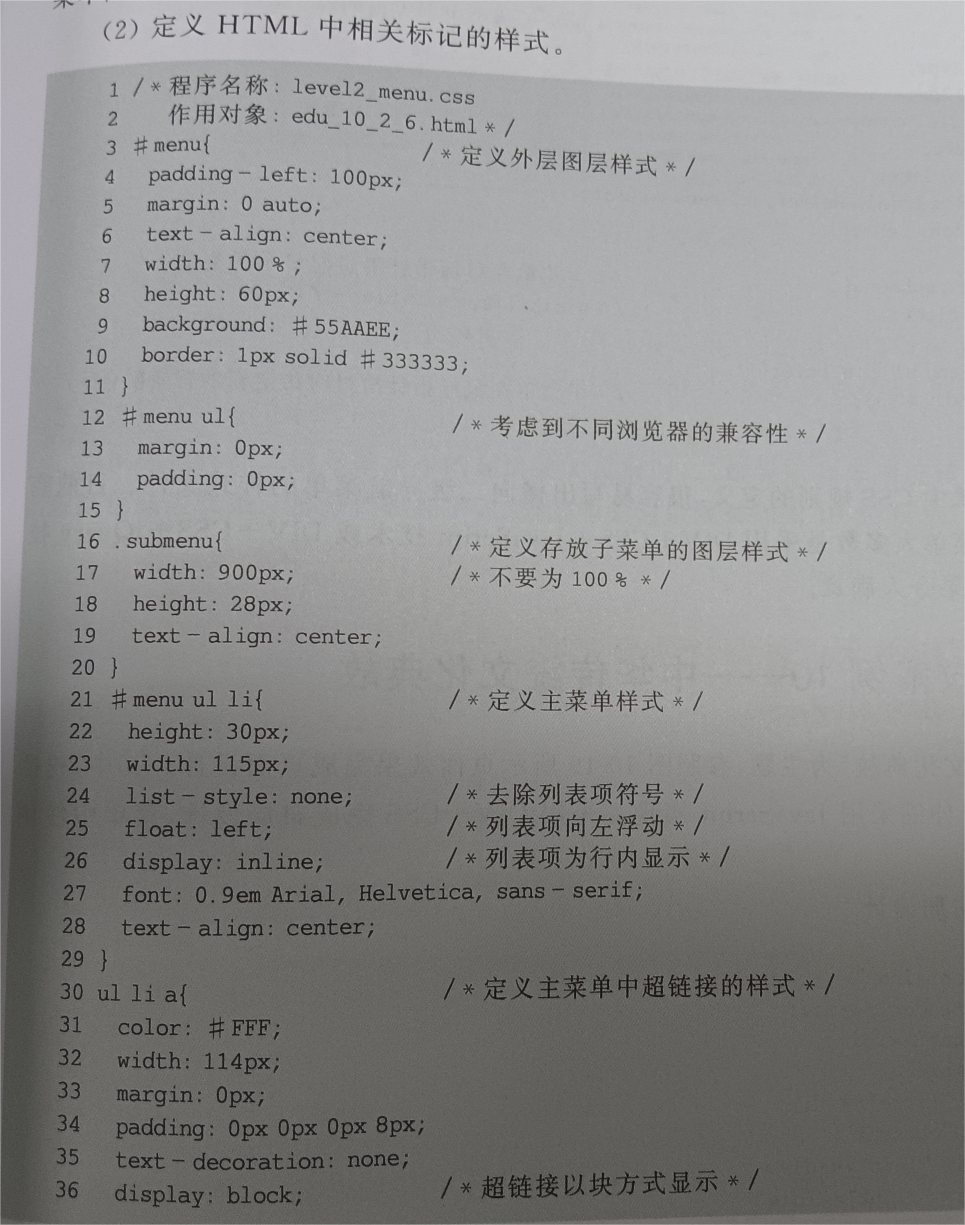 (2) 定义 HTML 中相关标记的样式。
1 /*程序名称: level2_menu.css
2 作用对象: edu_10_2_6.html*/
3 #menu{ /*定义外层图层样式*/
4 padding-left: 100px;
5 margin: 0 auto;
6 text-align: center;
7 width: 100%;
8 height: 60px;
9 background: #55AAEE;
10 border: 1px solid #333333;
11 }
12 #menu ul{ /*考虑到不同浏览器的兼容性*/
13 margin: 0px;
14 padding: 0px;
15 }
16 .submenu{ /*定义存放子菜单的图层样式*/
17 width: 900px; /*不要为100%*/
18 height: 28px;
19 text-align: center;
20 }
21 #menu ul li{ /*定义主菜单样式*/
22 height: 30px;
23 width: 115px;
24 list-style: none; /*去除列表项符号*/
25 float: left; /*列表项向左浮动*/
26 display: inline; /*列表项为行内显示*/
27 font: 0.9em Arial, Helvetica, sans-serif;
28 text-align: center;
29 }
30 ul li a{ /*定义主菜单中超链接的样式*/
31 color: #FFF;
32 width: 114px;
33 margin: 0px;
34 padding: 0px 0px 0px 8px;
35 text-decoration: none;
36 display: block; /*超链接以块方式显示*/